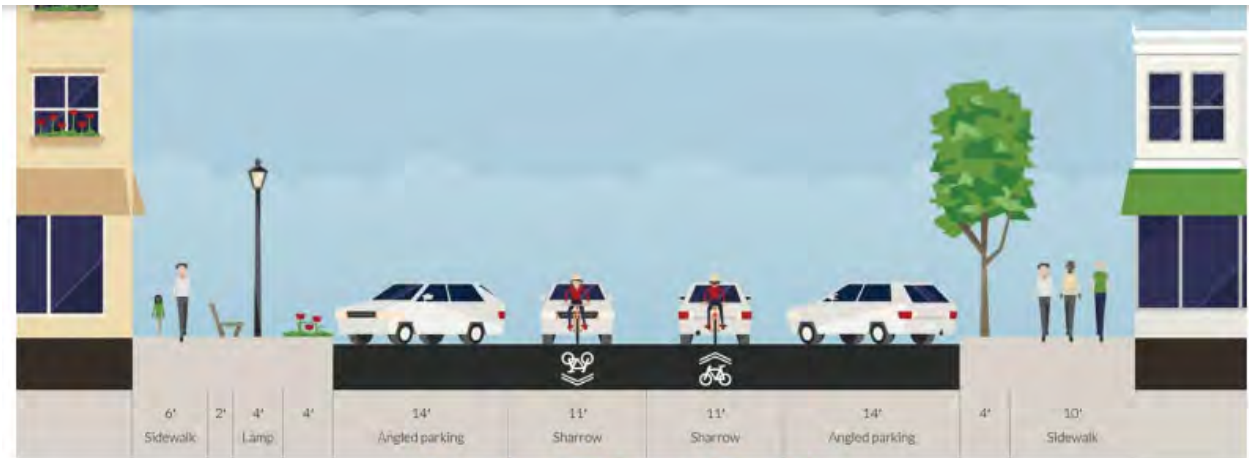 6' 2' 4' 4' 14' 11' 11' 14' 4' 10'
Sidewalk Lamp Angled parking Sharrow Sharrow Angled parking Sidewalk